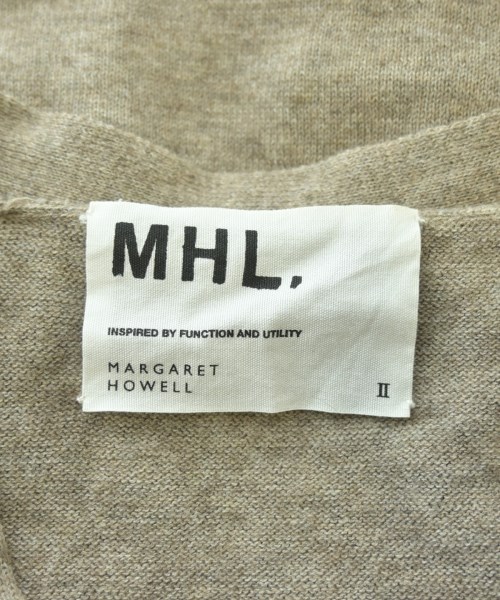 MHL.
INSPIRED BY FUNCTION AND UTILITY
MARGARET
HOWELL
II